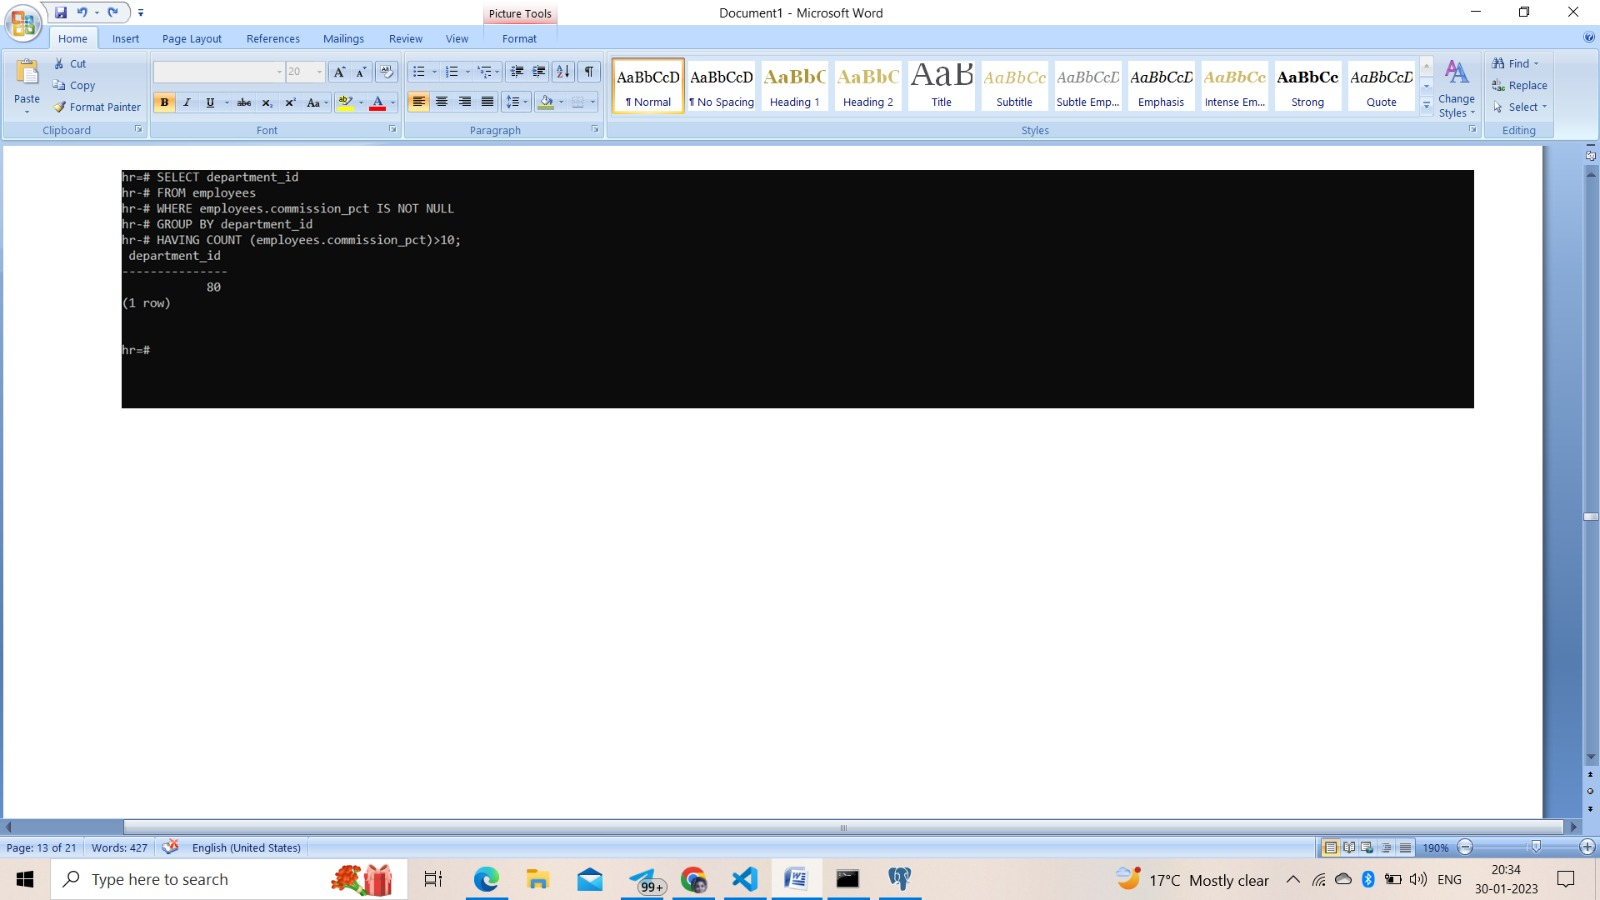 Picture Tools
Document1 - Microsoft Word
Home Insert Page Layout References Mailings Review View Format
Paste
Cut
Copy
Format Painter
Clipboard
20
B I U abc x₂ x² Aa ab A
Font
Paragraph
AaBbCcD AaBbCcD AaBbC AaBbC AaB AaBbCc AaBbCcD AaBbCcD AaBbCc AaBbCc AaBbCcD
¶ Normal ¶ No Spacing Heading 1 Heading 2 Title Subtitle Subtle Emp... Emphasis Intense Em... Strong Quote
Change
Styles
Styles
Find
Replace
Select
Editing
hr=# SELECT department_id
hr-# FROM employees
hr-# WHERE employees.commission_pct IS NOT NULL
hr-# GROUP BY department_id
hr-# HAVING COUNT (employees.commission_pct)>10;
department_id
---------------
80
(1 row)
hr=#
Page: 13 of 21 Words: 427 English (United States) 190%
Type here to search
99+
17°C Mostly clear
ENG
20:34
30-01-2023